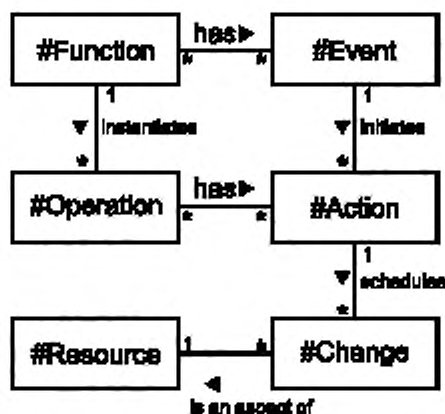 #Function * has► * #Event
1 1
▼ instantiates ▼ initiates
* *
#Operation * has► * #Action
1
▼ schedules
*
#Resource 1 * #Change
◄
is an aspect of